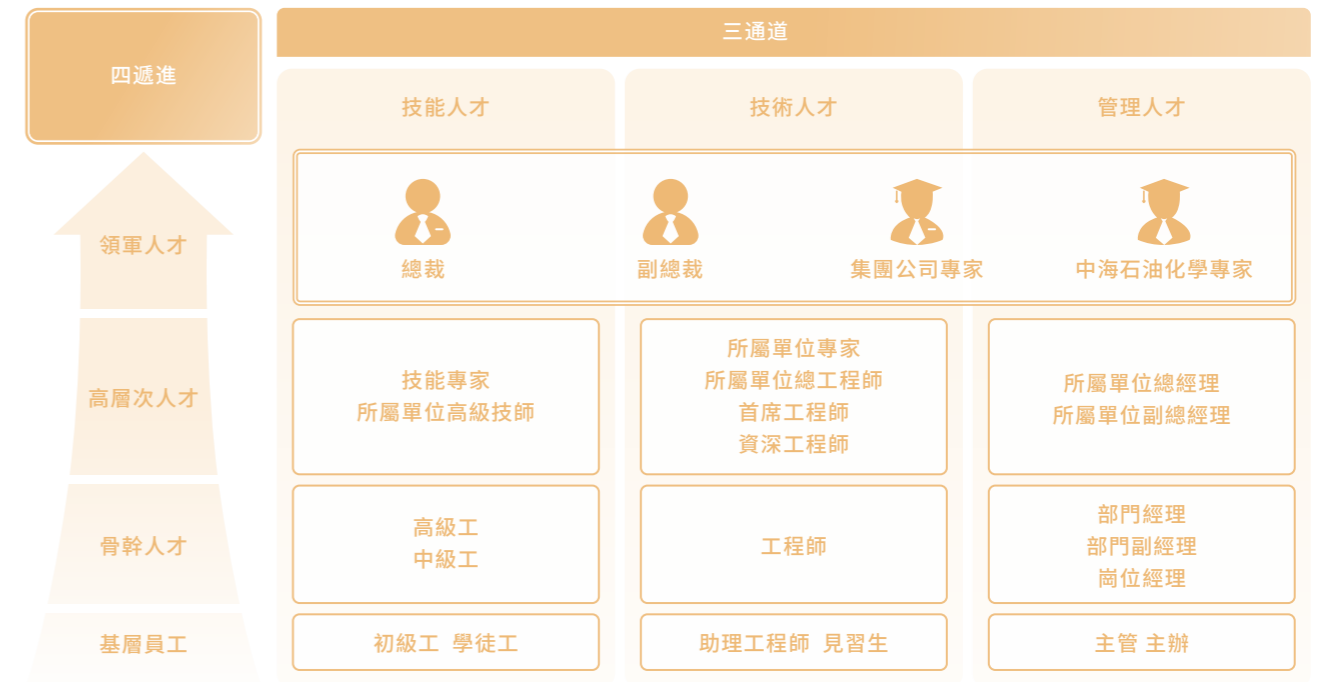 四遞進
三通道
技能人才
技術人才
管理人才
領軍人才
總裁
副總裁
集團公司專家
中海石油化學專家
高層次人才
技能專家
所屬單位高級技師
所屬單位專家
所屬單位總工程師
首席工程師
資深工程師
所屬單位總經理
所屬單位副總經理
骨幹人才
高級工
中級工
工程師
部門經理
部門副經理
崗位經理
基層員工
初級工 學徒工
助理工程師 見習生
主管 主辦